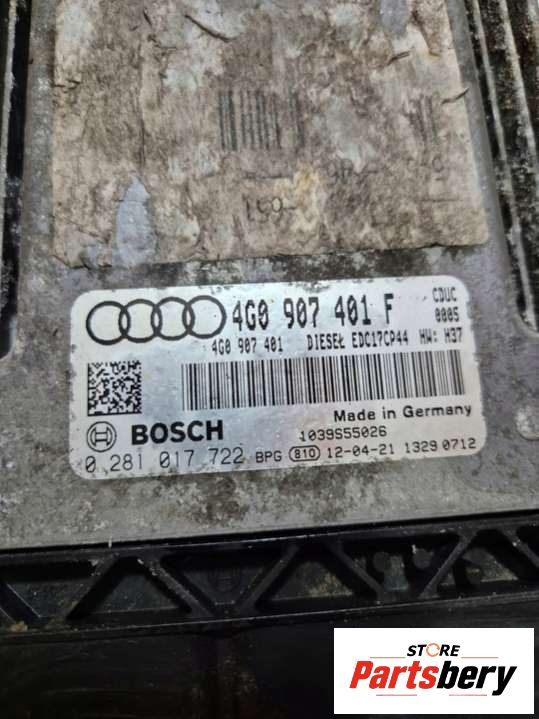 4G0 907 401 F
CDUC
0005
4G0 907 401 DIESEL EDC17CP44 HW: H37
Made in Germany
BOSCH
1039S55026
0 281 017 722 BPG 810 12-04-21 1329 0712
STORE
Partsbery